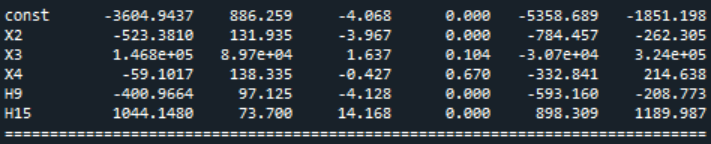 const -3604.9437 886.259 -4.068 0.000 -5358.689 -1851.198
X2 -523.3810 131.935 -3.967 0.000 -784.457 -262.305
X3 1.468e+05 8.97e+04 1.637 0.104 -3.07e+04 3.24e+05
X4 -59.1017 138.335 -0.427 0.670 -332.841 214.638
H9 -400.9664 97.125 -4.128 0.000 -593.160 -208.773
H15 1044.1480 73.700 14.168 0.000 898.309 1189.987
==============================================================================